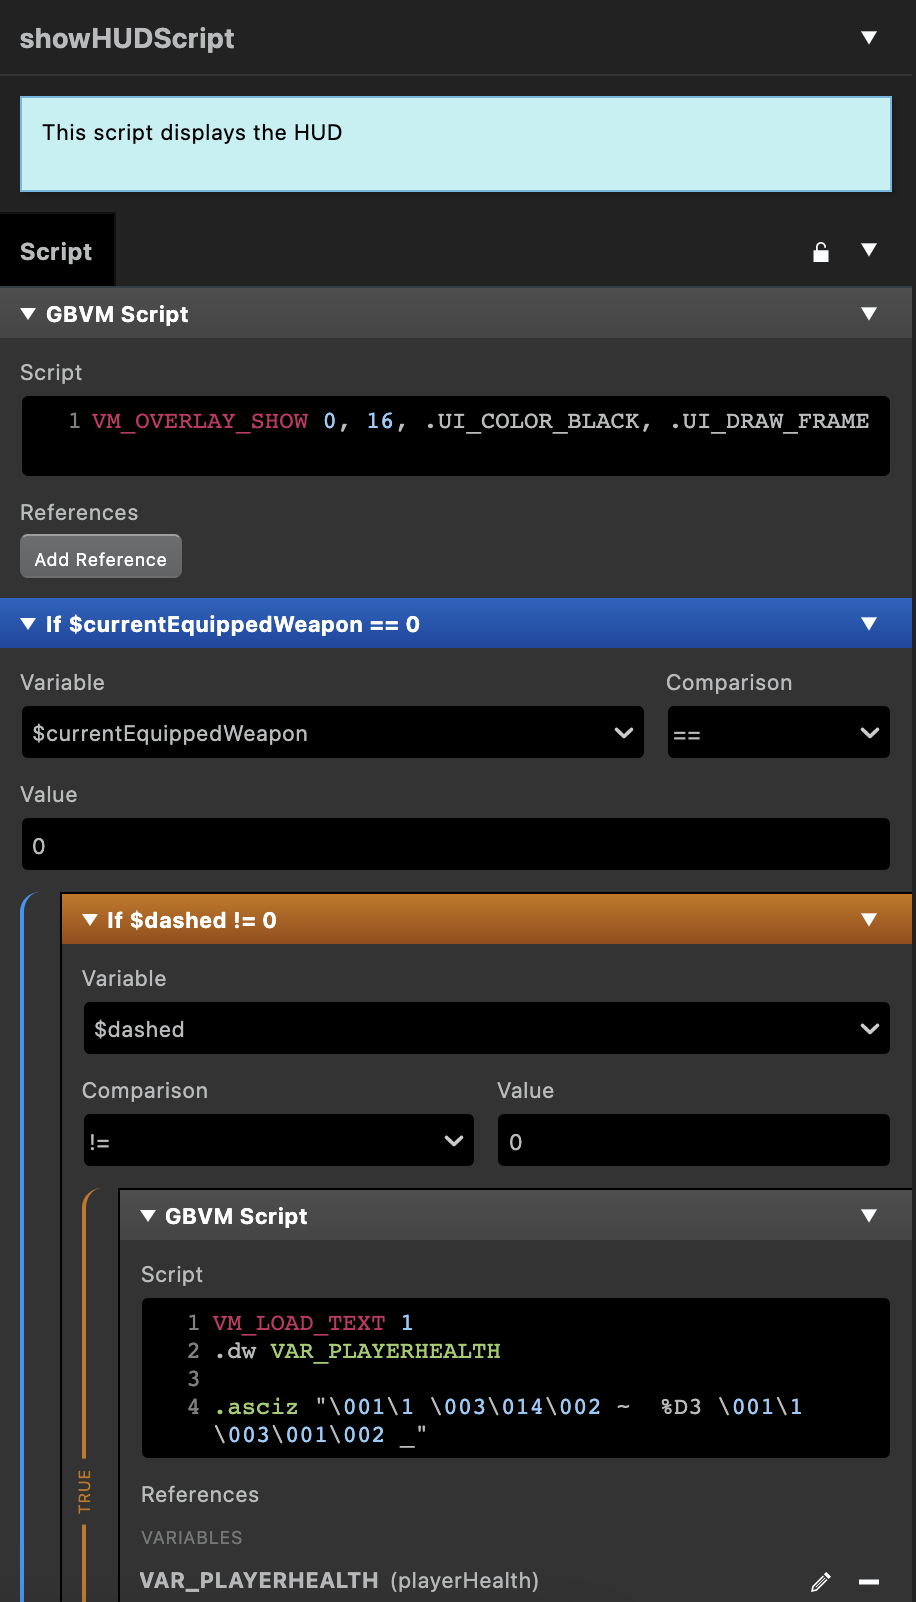 showHUDScript
This script displays the HUD
Script
GBVM Script
Script
1 VM_OVERLAY_SHOW 0, 16, .UI_COLOR_BLACK, .UI_DRAW_FRAME
References
Add Reference
If $currentEquippedWeapon == 0
Variable Comparison
$currentEquippedWeapon ==
Value
0
If $dashed != 0
Variable
$dashed
Comparison Value
!= 0
GBVM Script
Script
1 VM_LOAD_TEXT 1
2 .dw VAR_PLAYERHEALTH
3
4 .asciz "\001\1 \003\014\002 ~  %D3 \001\1
\003\001\002 _"
TRUE
References
VARIABLES
VAR_PLAYERHEALTH (playerHealth)